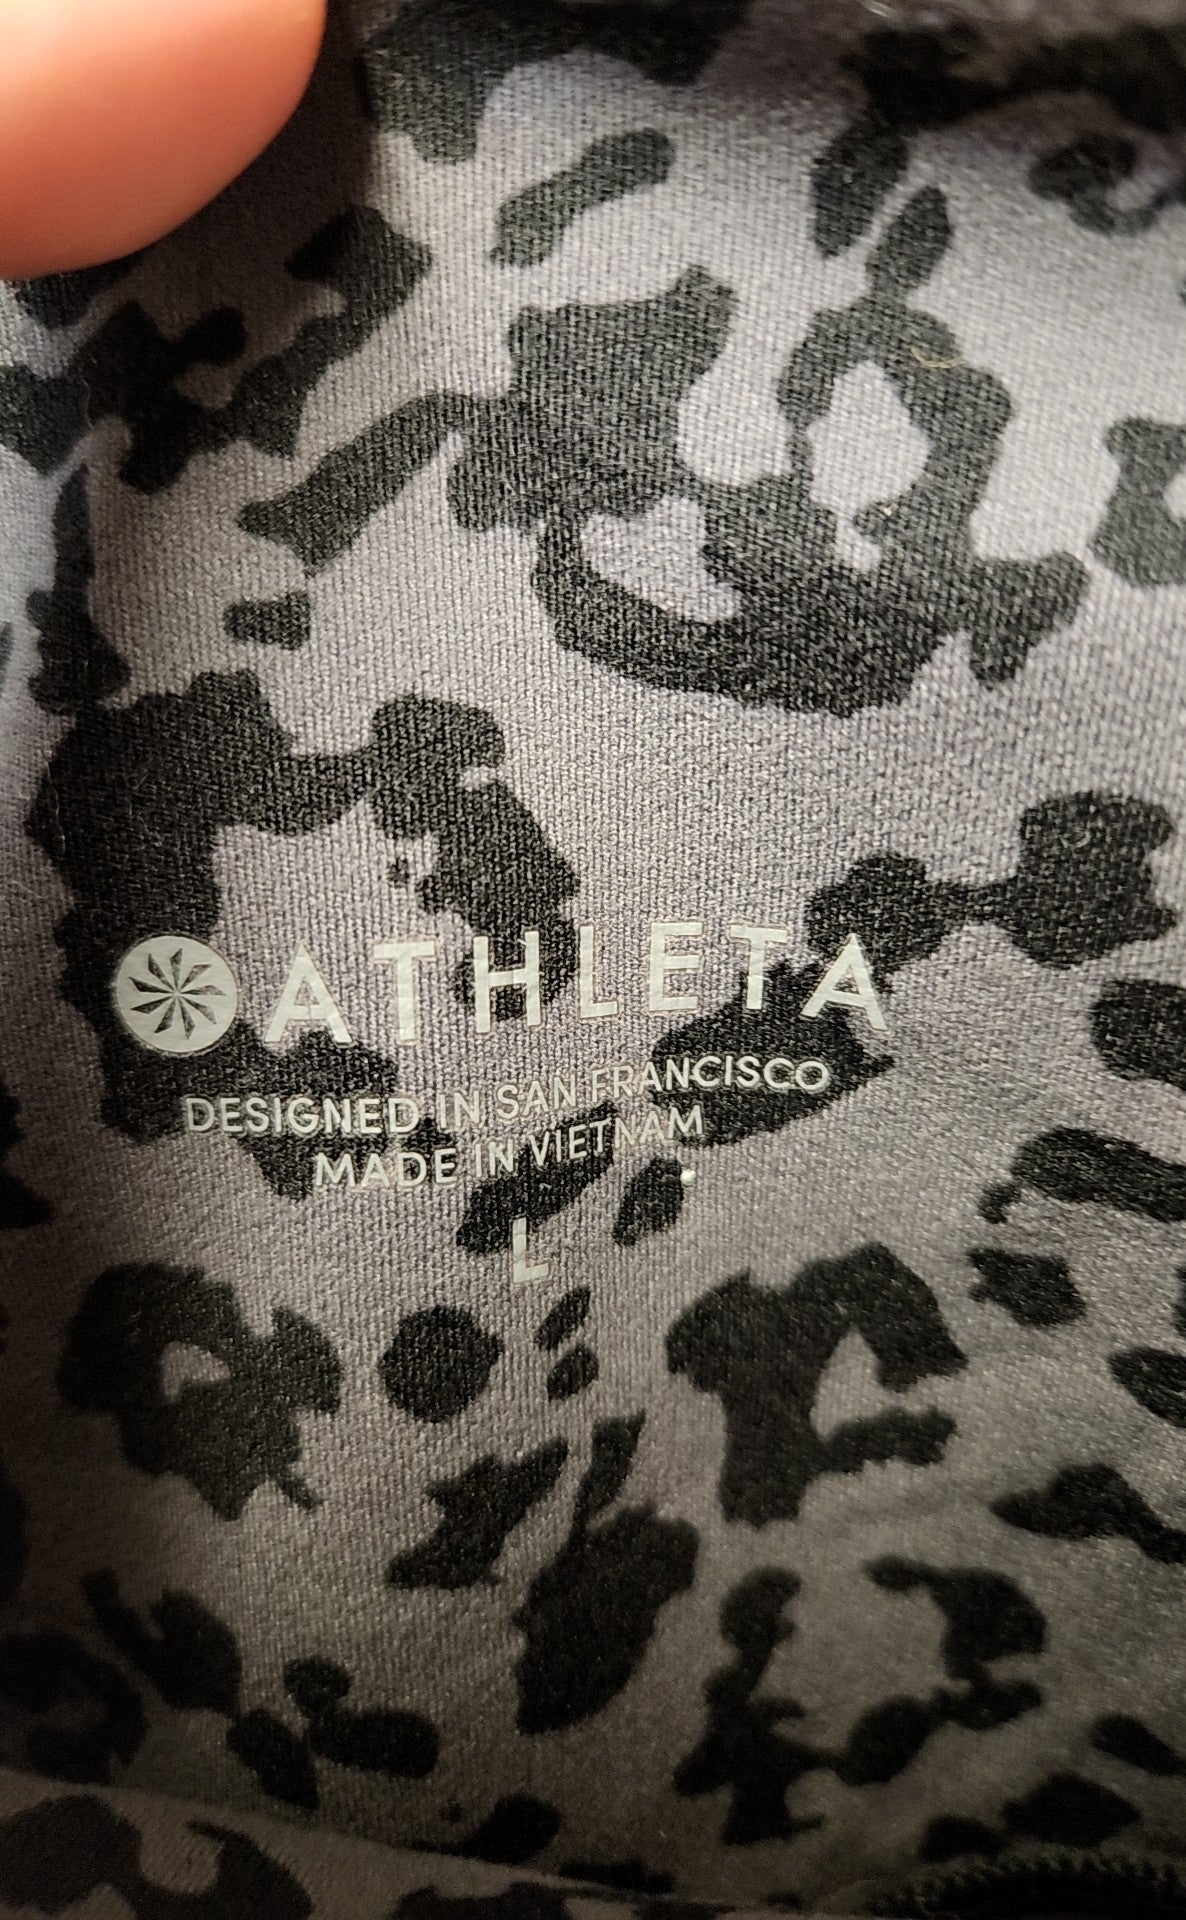 ATHLETA
DESIGNED IN SAN FRANCISCO
MADE IN VIETNAM
L